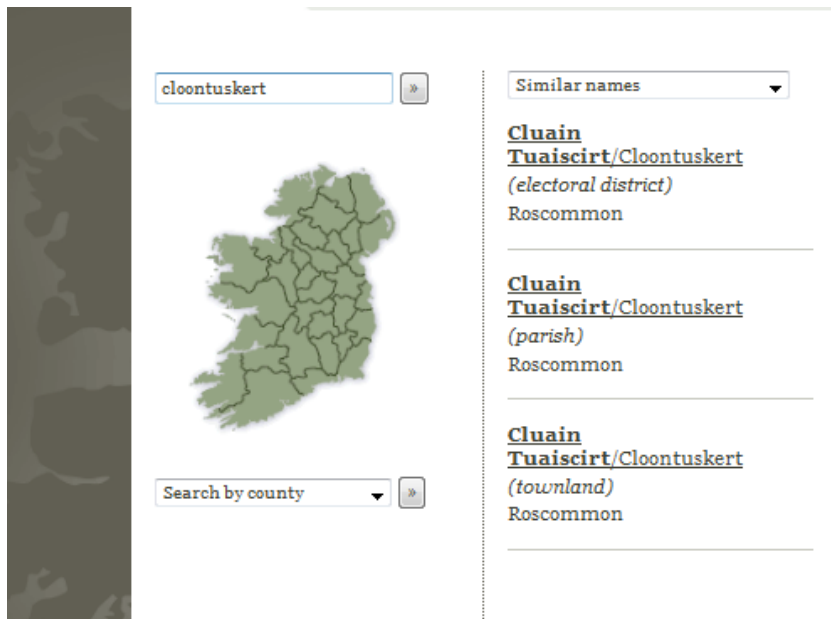 cloontuskert
»
Search by county
»
Similar names
Cluain
Tuaiscirt/Cloontuskert
(electoral district)
Roscommon
Cluain
Tuaiscirt/Cloontuskert
(parish)
Roscommon
Cluain
Tuaiscirt/Cloontuskert
(townland)
Roscommon